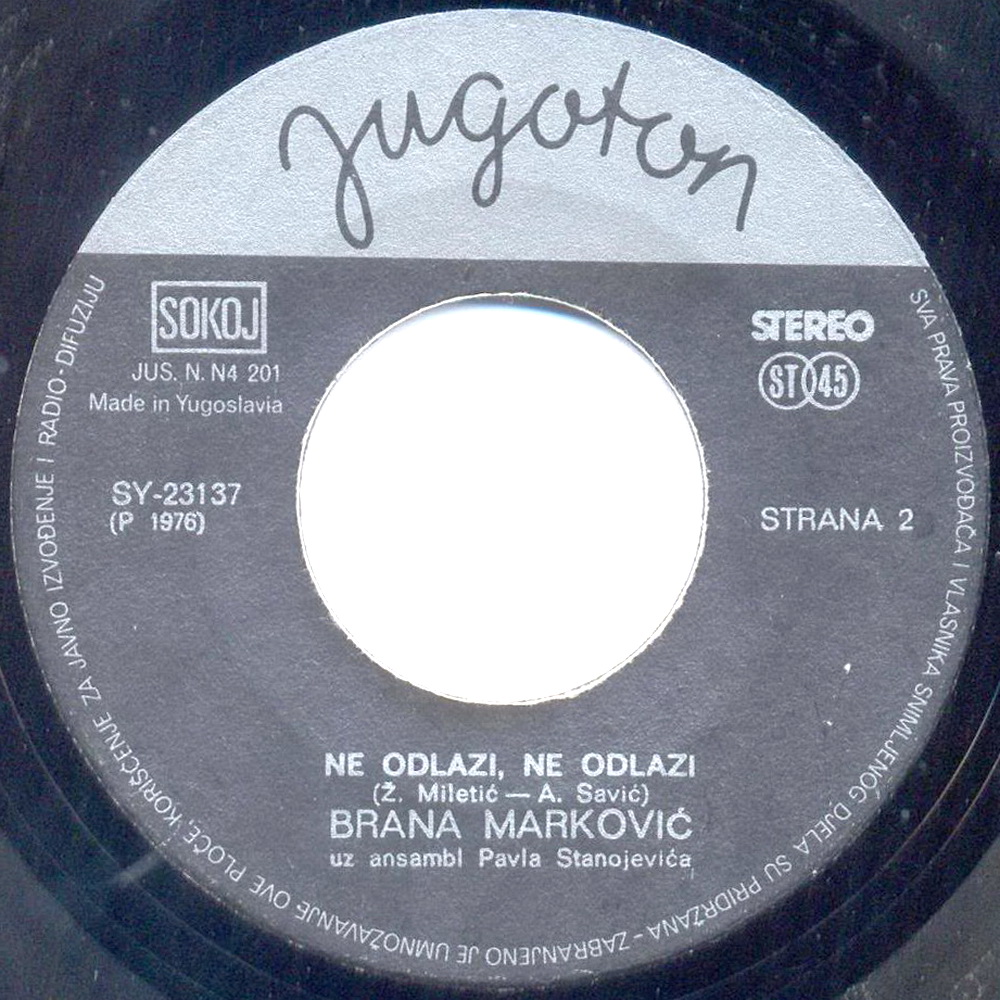 jugoton
SOKOJ
JUS. N. N4 201
Made in Yugoslavia
STEREO
ST 45
SY-23137
(P 1976)
STRANA 2
NE ODLAZI, NE ODLAZI
(Ž. Miletić — A. Savić)
BRANA MARKOVIĆ
uz ansambl Pavla Stanojevića
SVA PRAVA PROIZVOĐAČA I VLASNIKA SNIMLJENOG DJELA SU PRIDRŽANA - ZABRANJENO JE UMNOŽAVANJE OVE PLOČE, KORIŠĆENJE ZA JAVNO IZVOĐENJE I RADIO-DIFUZIJU